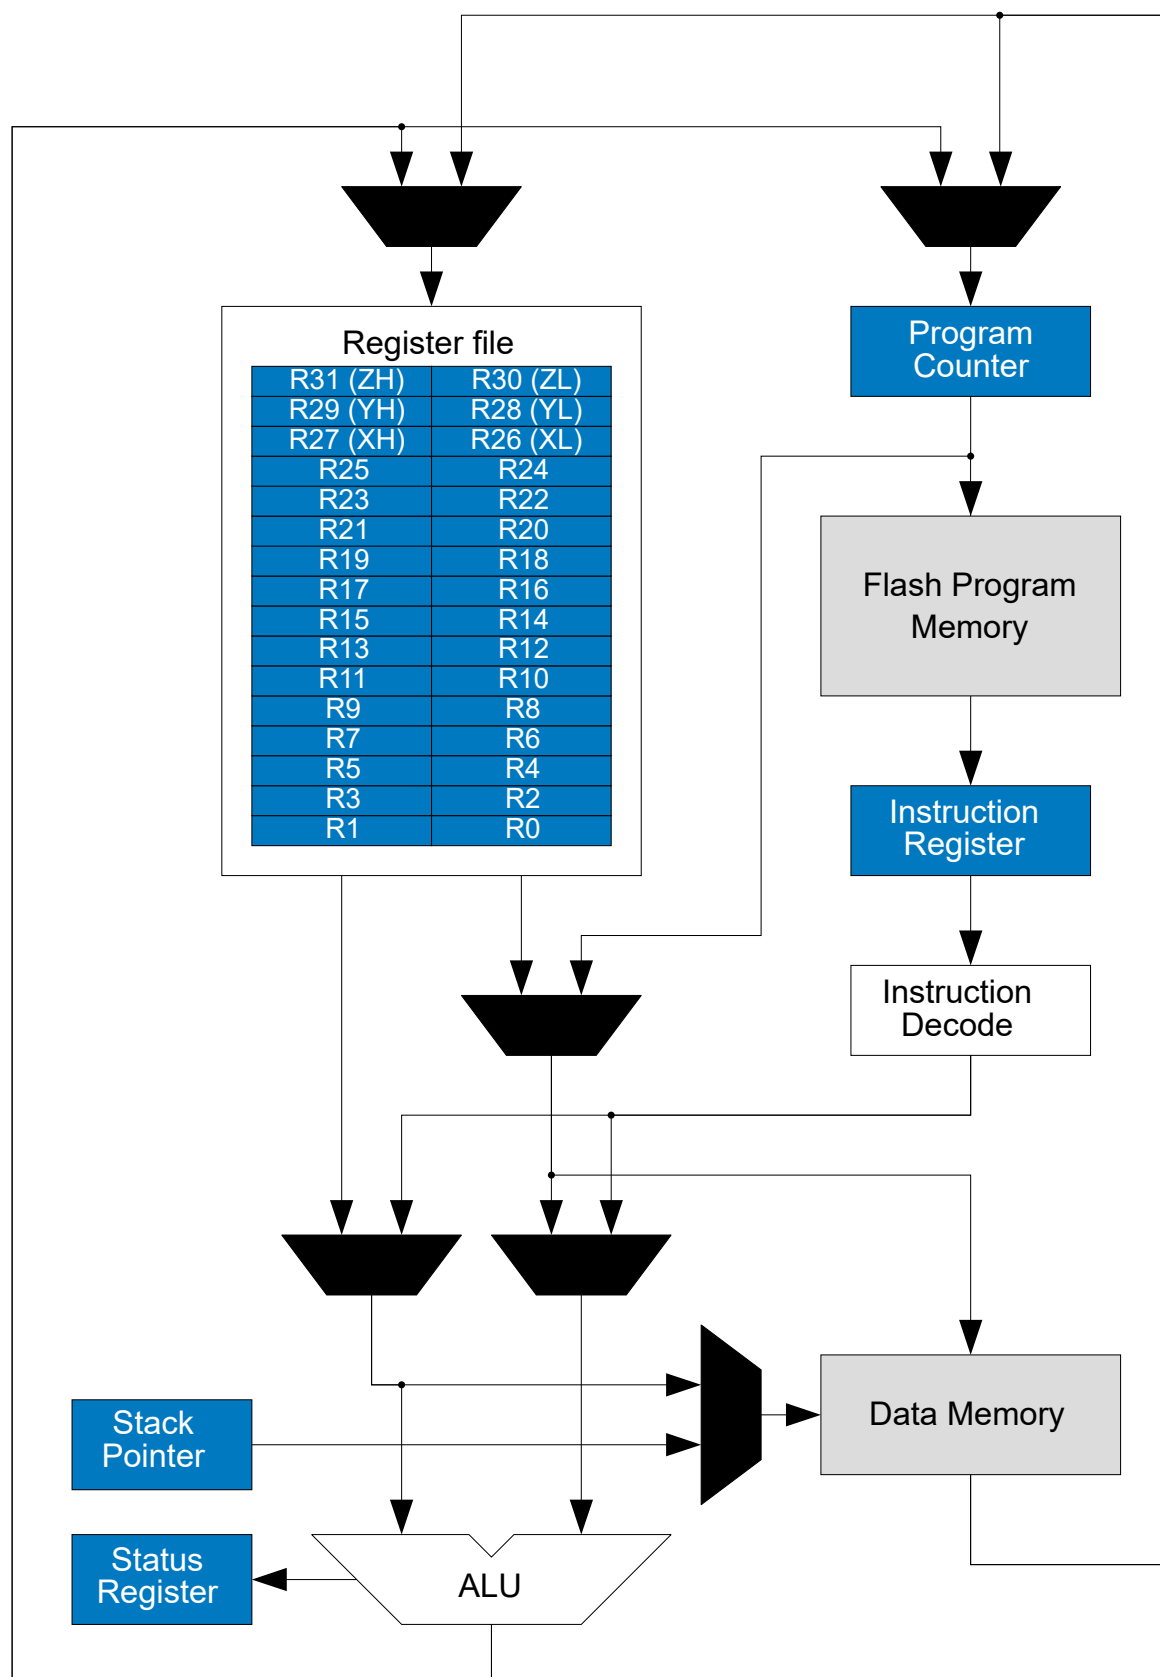 Register file
R31 (ZH) R30 (ZL)
R29 (YH) R28 (YL)
R27 (XH) R26 (XL)
R25 R24
R23 R22
R21 R20
R19 R18
R17 R16
R15 R14
R13 R12
R11 R10
R9 R8
R7 R6
R5 R4
R3 R2
R1 R0
Program
Counter
Flash Program
Memory
Instruction
Register
Instruction
Decode
Stack
Pointer
Data Memory
Status
Register
ALU